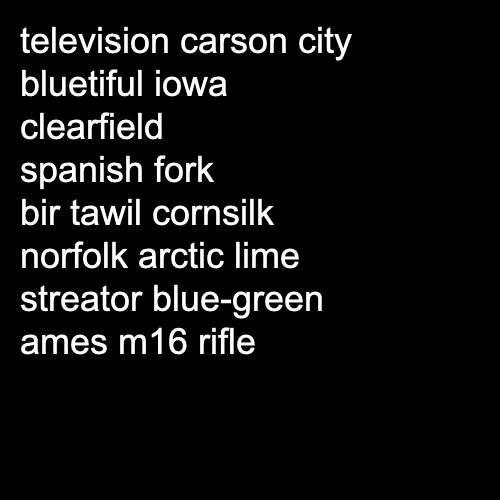 television carson city
bluetiful iowa
clearfield
spanish fork
bir tawil cornsilk
norfolk arctic lime
streator blue-green
ames m16 rifle